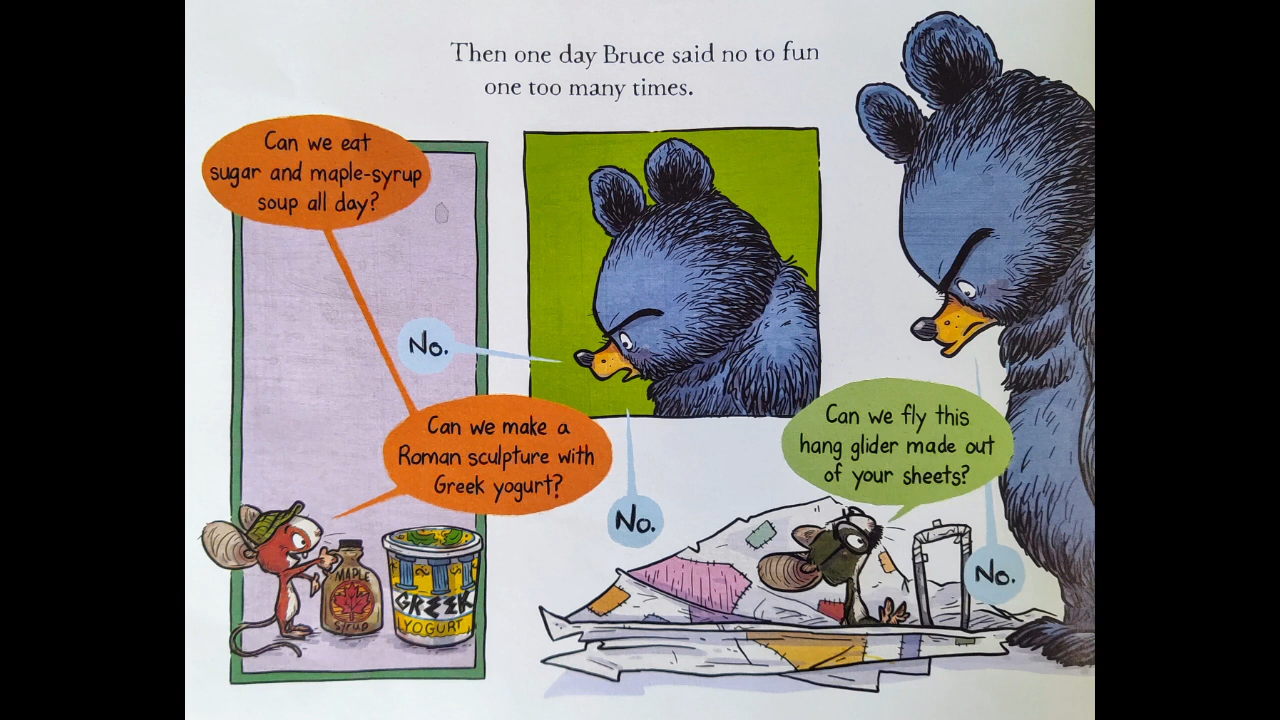 Then one day Bruce said no to fun
one too many times.
Can we eat
sugar and maple-syrup
soup all day?
No.
Can we make a
Roman sculpture with
Greek yogurt?
No.
Can we fly this
hang glider made out
of your sheets?
No.
MAPLE
SYRUP
GREEK
YOGURT